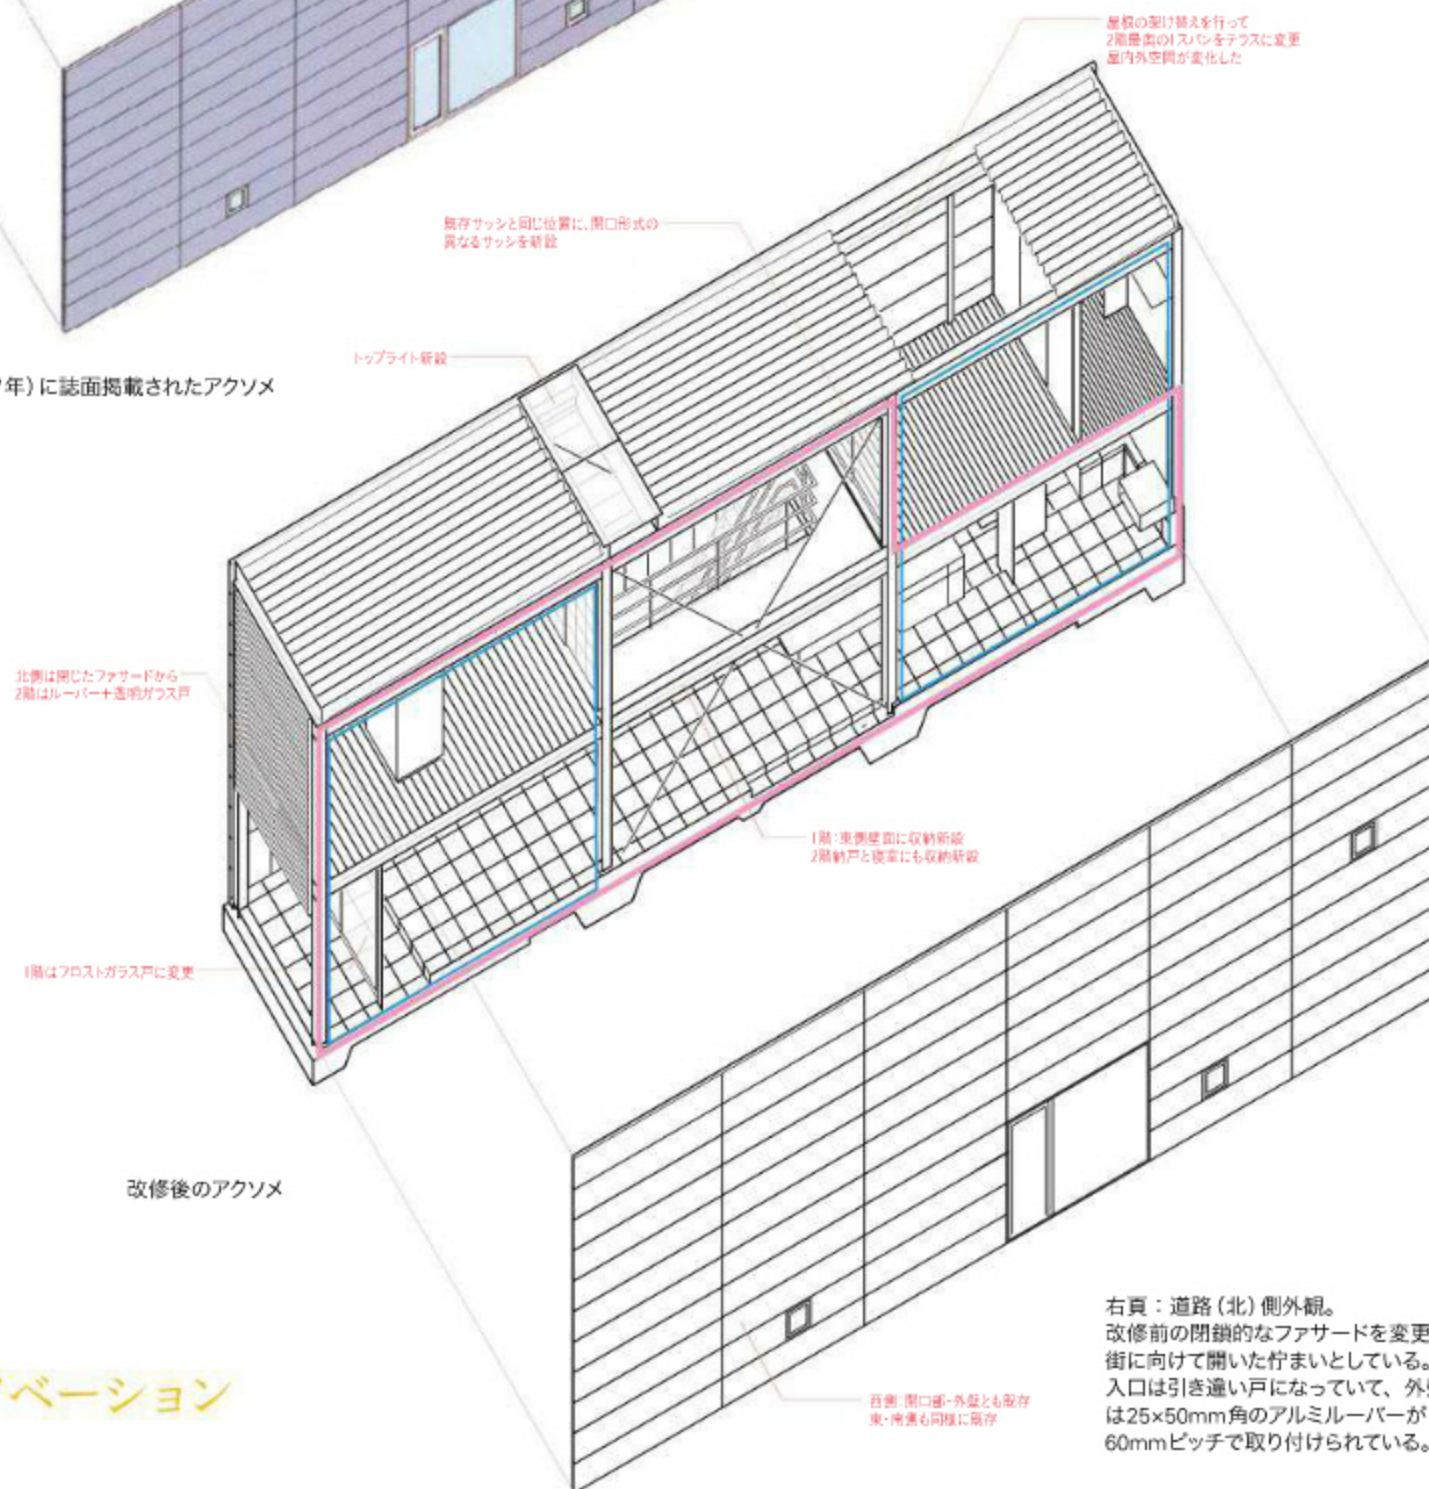 屋根の架け替えを行って
2階最奥の1スパンをテラスに変更
屋内外空間が変化した
既存サッシと同じ位置に、開口形式の
異なるサッシを新設
トップライト新設
年）に誌面掲載されたアクソメ
北側は閉じたファサードから
2階はルーバー＋透明ガラス戸
1階：東側壁面に収納新設
2階納戸と寝室にも収納新設
1階はフロストガラス戸に変更
改修後のアクソメ
右頁：道路（北）側外観。
改修前の閉鎖的なファサードを変更
街に向けて開いた佇まいとしている。
入口は引き違い戸になっていて、外
は25×50mm角のアルミルーバーが
60mmピッチで取り付けられている。
ベーション
西側：開口部・外壁とも既存
東・南側も同様に既存